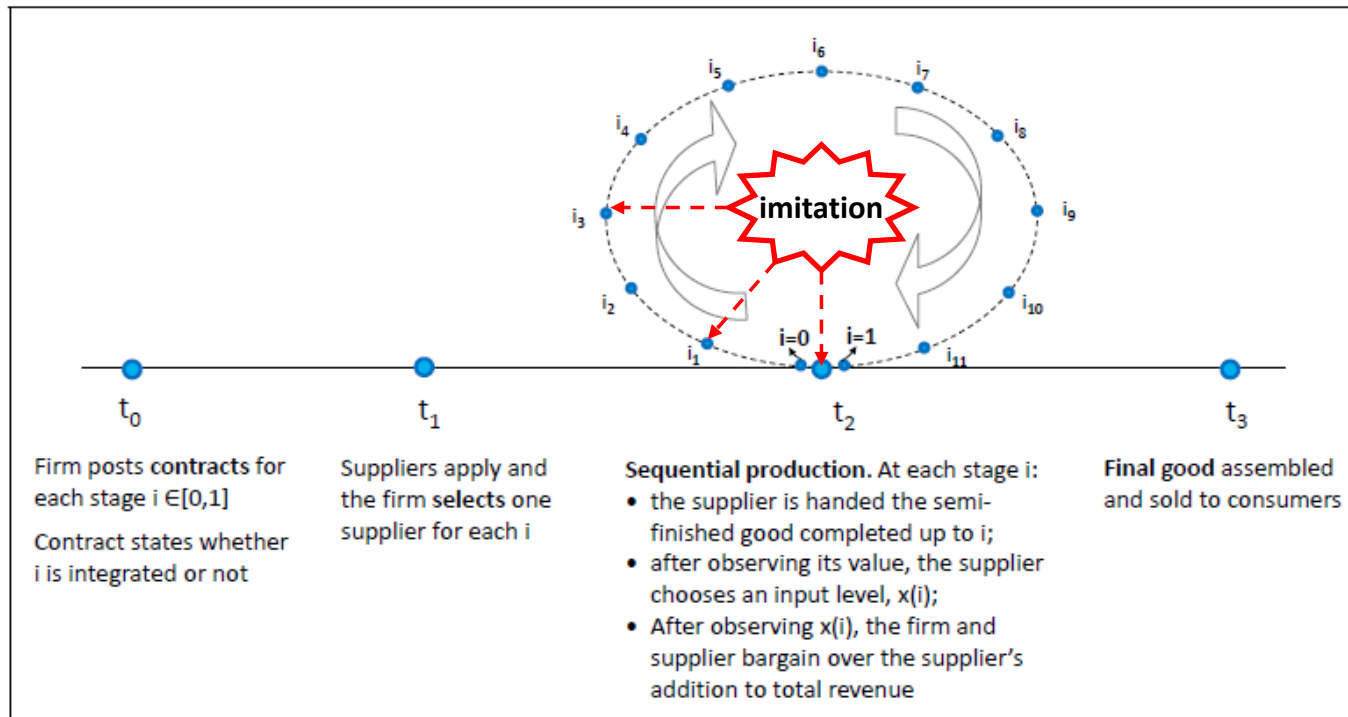 i6
i5
i7
i4
i8
imitation
i3
i9
i2
i10
i=0
i=1
i1
i11
t0
t1
t2
t3
Firm posts contracts for
each stage i ∈[0,1]
Contract states whether
i is integrated or not
Suppliers apply and
the firm selects one
supplier for each i
Sequential production. At each stage i:
• the supplier is handed the semi-
finished good completed up to i;
• after observing its value, the supplier
chooses an input level, x(i);
• After observing x(i), the firm and
supplier bargain over the supplier's
addition to total revenue
Final good assembled
and sold to consumers